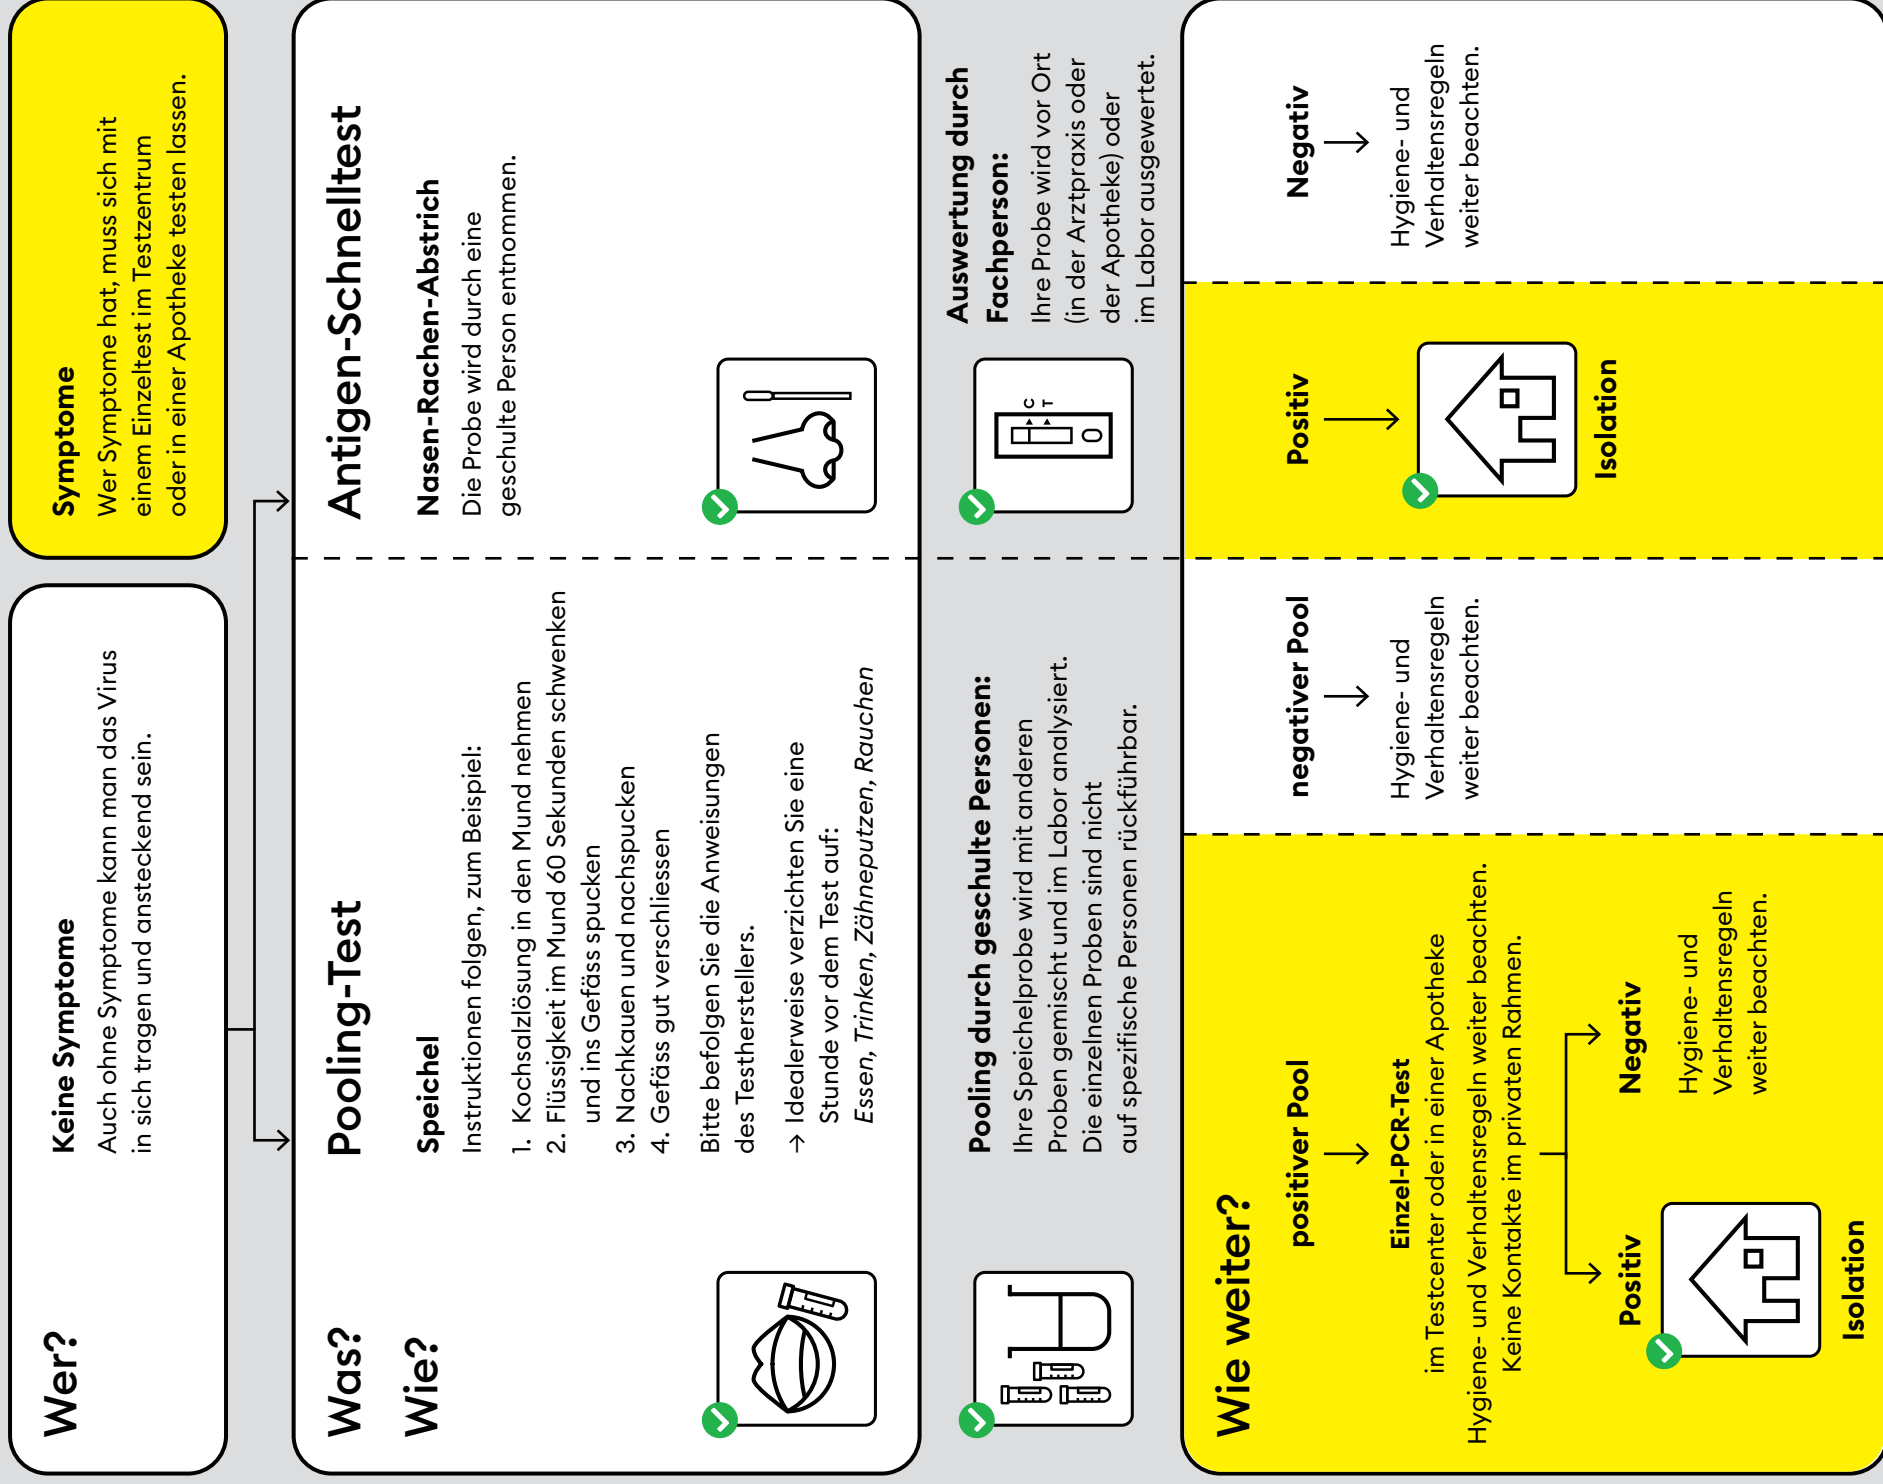 Wer?
Keine Symptome
Auch ohne Symptome kann man das Virus
in sich tragen und ansteckend sein.
Symptome
Wer Symptome hat, muss sich mit
einem Einzeltest im Testzentrum
oder in einer Apotheke testen lassen.
Was?
Pooling-Test
Antigen-Schnelltest
Wie?
Speichel
Instruktionen folgen, zum Beispiel:
1. Kochsalzlösung in den Mund nehmen
2. Flüssigkeit im Mund 60 Sekunden schwenken
und ins Gefäss spucken
3. Nachkauen und nachspucken
4. Gefäss gut verschliessen
Bitte befolgen Sie die Anweisungen
des Testherstellers.
→ Idealerweise verzichten Sie eine
Stunde vor dem Test auf:
Essen, Trinken, Zähneputzen, Rauchen
Nasen-Rachen-Abstrich
Die Probe wird durch eine
geschulte Person entnommen.
Pooling durch geschulte Personen:
Ihre Speichelprobe wird mit anderen
Proben gemischt und im Labor analysiert.
Die einzelnen Proben sind nicht
auf spezifische Personen rückführbar.
C
T
Auswertung durch
Fachperson:
Ihre Probe wird vor Ort
(in der Arztpraxis oder
der Apotheke) oder
im Labor ausgewertet.
Wie weiter?
positiver Pool
Einzel-PCR-Test
im Testcenter oder in einer Apotheke
Hygiene- und Verhaltensregeln weiter beachten.
Keine Kontakte im privaten Rahmen.
Positiv
Isolation
Negativ
Hygiene- und
Verhaltensregeln
weiter beachten.
negativer Pool
Hygiene- und
Verhaltensregeln
weiter beachten.
Positiv
Isolation
Negativ
Hygiene- und
Verhaltensregeln
weiter beachten.